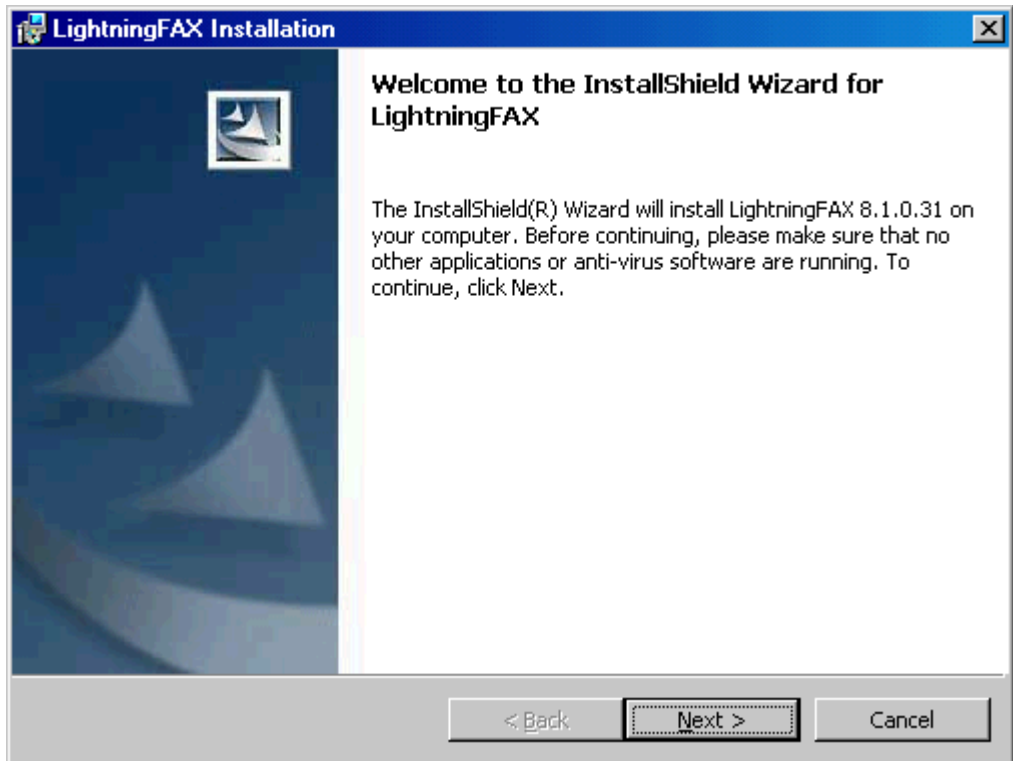 LightningFAX Installation
Welcome to the InstallShield Wizard for
LightningFAX
The InstallShield(R) Wizard will install LightningFAX 8.1.0.31 on
your computer. Before continuing, please make sure that no
other applications or anti-virus software are running. To
continue, click Next.
< Back
Next >
Cancel